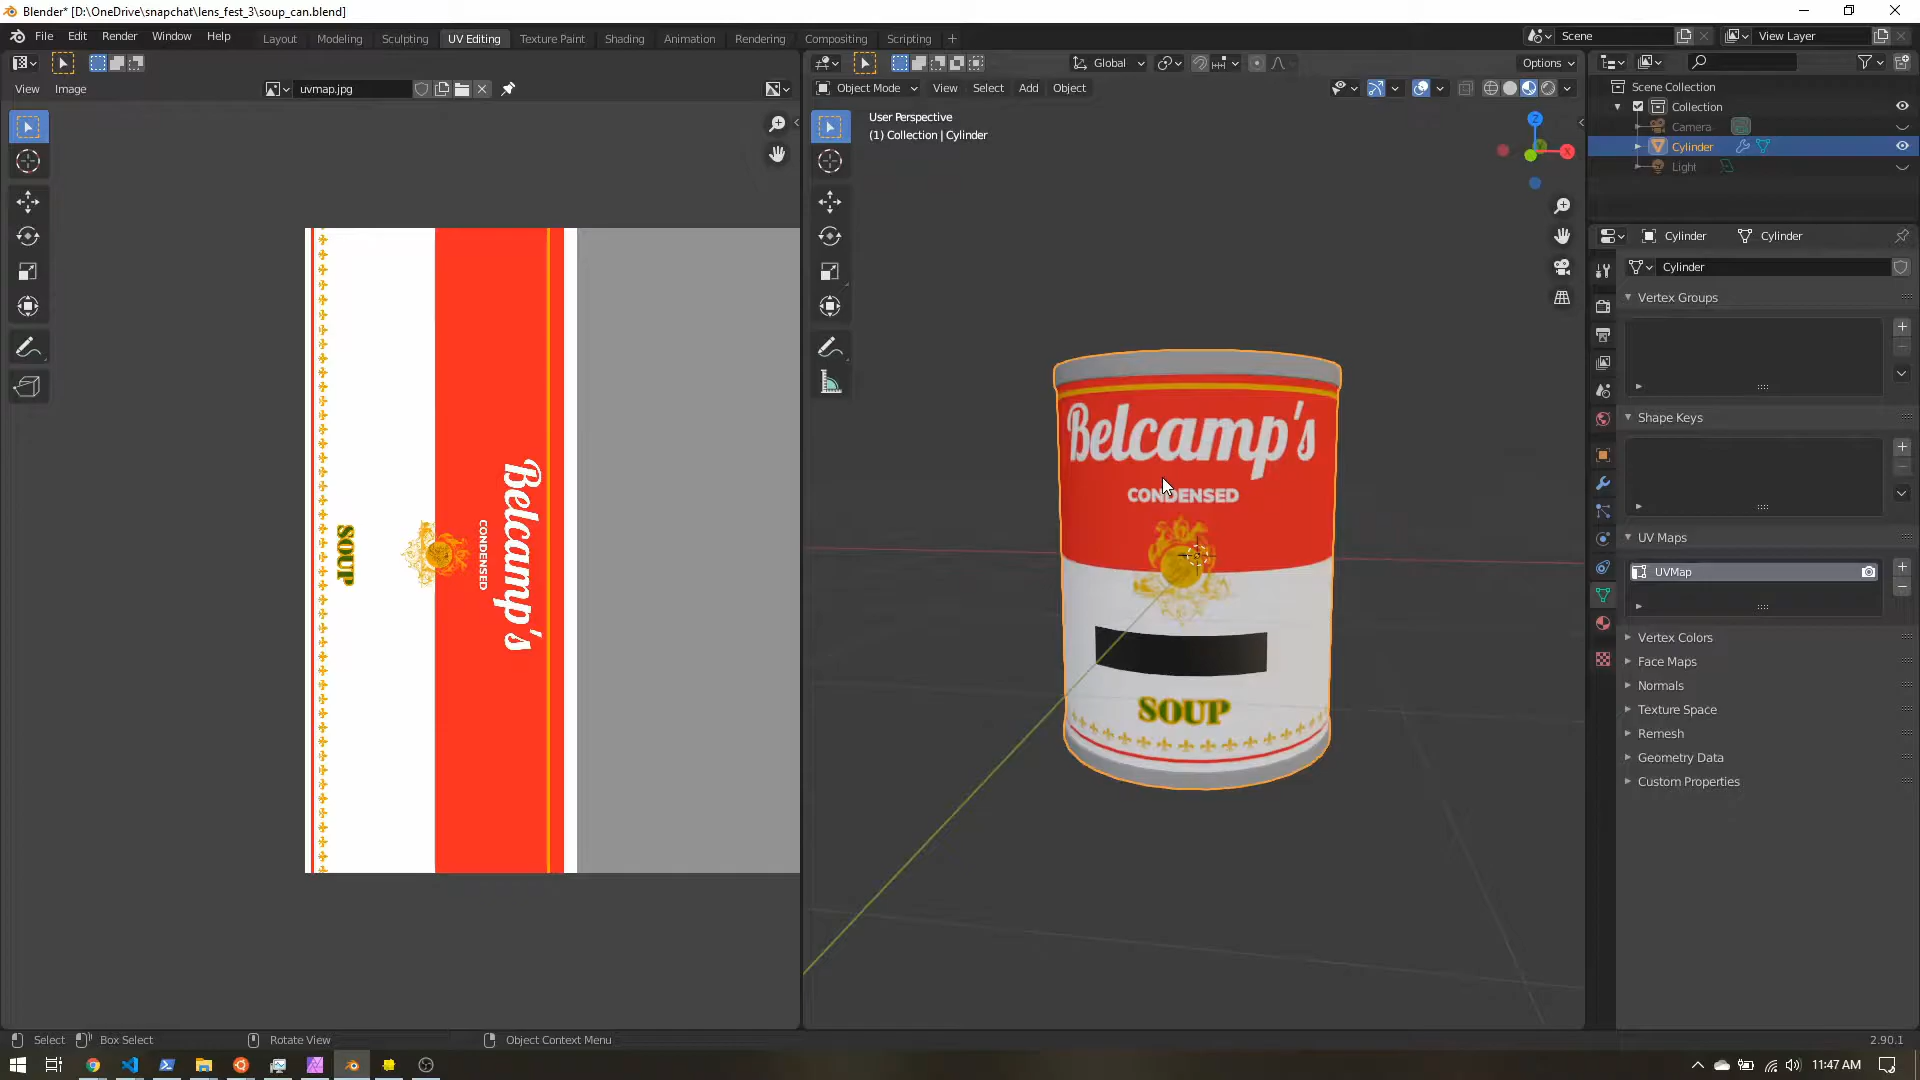 Blender* [D:\OneDrive\snapchat\lens_fest_3\soup_can.blend]
File Edit Render Window Help
Layout Modeling Sculpting UV Editing Texture Paint Shading Animation Rendering Compositing Scripting +
Scene
View Layer
Global
Options
View Image
uvmap.jpg
Object Mode View Select Add Object
User Perspective
(1) Collection | Cylinder
Z
X
Scene Collection
Collection
Camera
Cylinder
Light
Cylinder Cylinder
Cylinder
Vertex Groups
Shape Keys
UV Maps
UVMap
Vertex Colors
Face Maps
Normals
Texture Space
Remesh
Geometry Data
Custom Properties
Belcamp's
CONDENSED
SOUP
Belcamp's
CONDENSED
SOUP
Select Box Select Rotate View Object Context Menu
2.90.1
11:47 AM